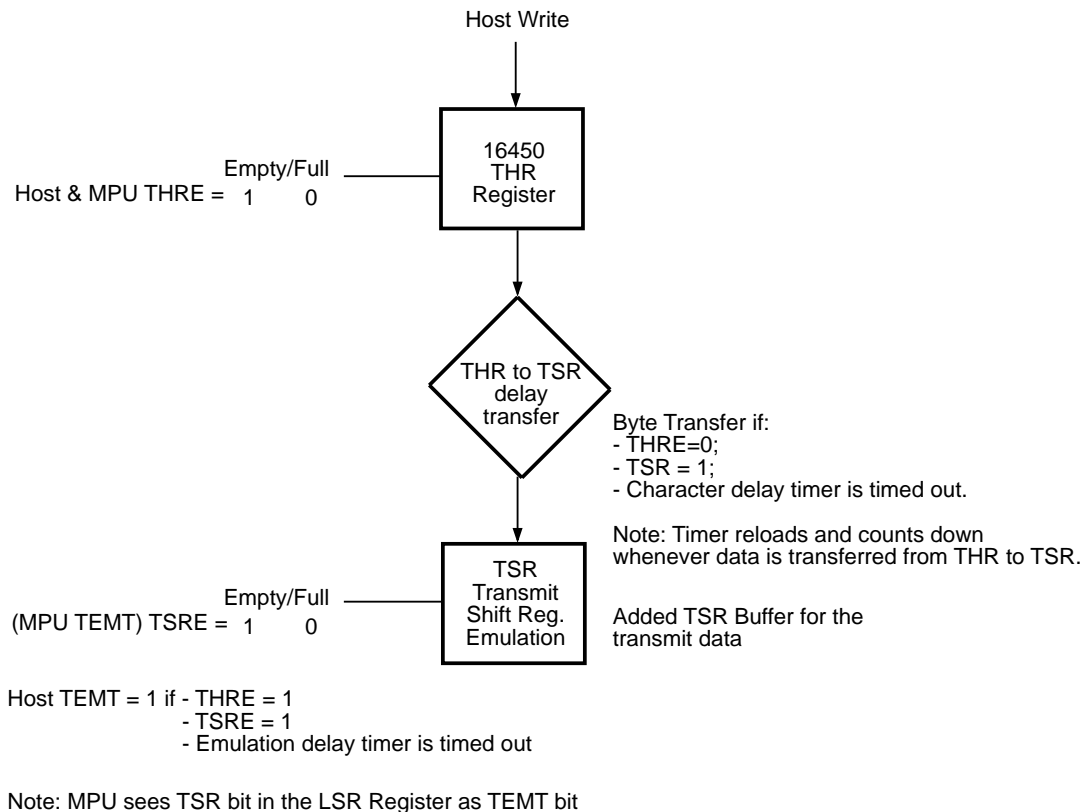 Host Write
16450
THR
Register
Empty/Full
Host & MPU THRE = 1 0
THR to TSR
delay
transfer
Byte Transfer if:
- THRE=0;
- TSR = 1;
- Character delay timer is timed out.
Note: Timer reloads and counts down
whenever data is transferred from THR to TSR.
TSR
Transmit
Shift Reg.
Emulation
Empty/Full
(MPU TEMT) TSRE = 1 0
Added TSR Buffer for the
transmit data
Host TEMT = 1 if - THRE = 1
- TSRE = 1
- Emulation delay timer is timed out
Note: MPU sees TSR bit in the LSR Register as TEMT bit